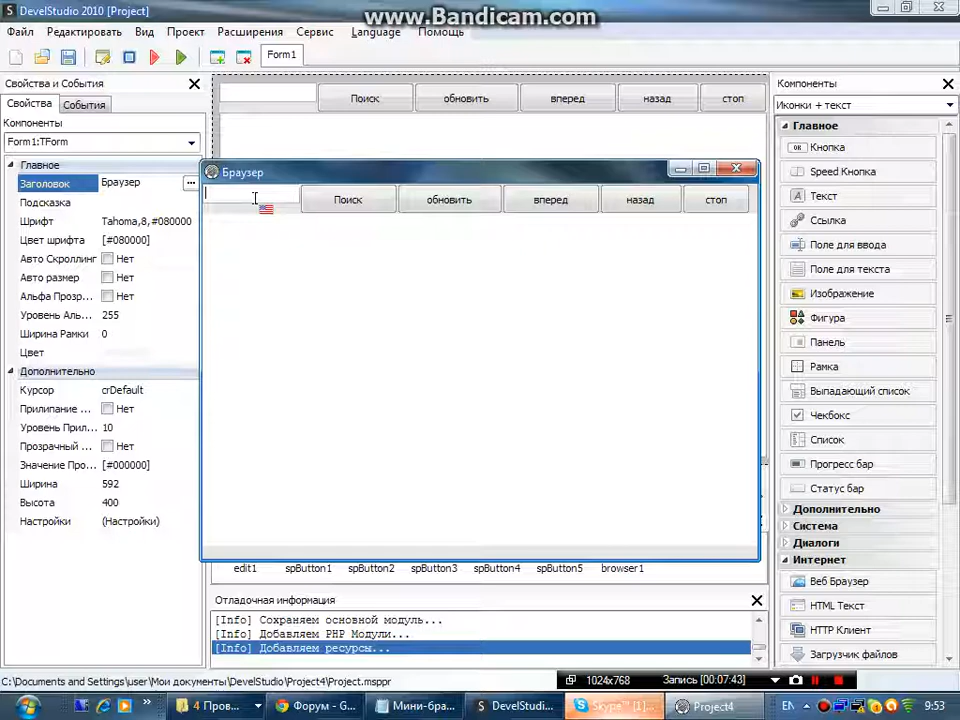 DevelStudio 2010 [Project]
www.Bandicam.com
Файл Редактировать Вид Проект Расширения Сервис Language Помощь
Form1
Свойства и События
Свойства События
Компоненты
Form1:TForm
Главное
Заголовок Браузер ...
Подсказка
Шрифт Tahoma,8,#080000
Цвет шрифта [#080000]
Авто Скроллинг Нет
Авто размер Нет
Альфа Прозр... Нет
Уровень Аль... 255
Ширина Рамки 0
Цвет
Дополнительно
Курсор crDefault
Прилипание ... Нет
Уровень Прил... 10
Прозрачный ... Нет
Значение Про... [#000000]
Ширина 592
Высота 400
Настройки (Настройки)
Поиск обновить вперед назад стоп
Браузер
Поиск обновить вперед назад стоп
edit1 spButton1 spButton2 spButton3 spButton4 spButton5 browser1
Отладочная информация
[Info] Сохраняем основной модуль...
[Info] Добавляем PHP Модули...
[Info] Добавляем ресурсы...
Компоненты
Иконки + текст
Главное
OK Кнопка
Speed Кнопка
Текст
Ссылка
Поле для ввода
Поле для текста
Изображение
Фигура
Панель
Рамка
Выпадающий список
Чекбокс
Список
Прогресс бар
Статус бар
Дополнительно
Система
Диалоги
Интернет
Веб Браузер
HTML Текст
HTTP Клиент
Загрузчик файлов
C:\Documents and Settings\user\Мои документы\DevelStudio\Project4\Project.msppr
1024x768 Запись [00:07:43]
4 Пров... Форум - G... Мини-бра... DevelStudi... Skype™ [1]... Project4 EN 9:53